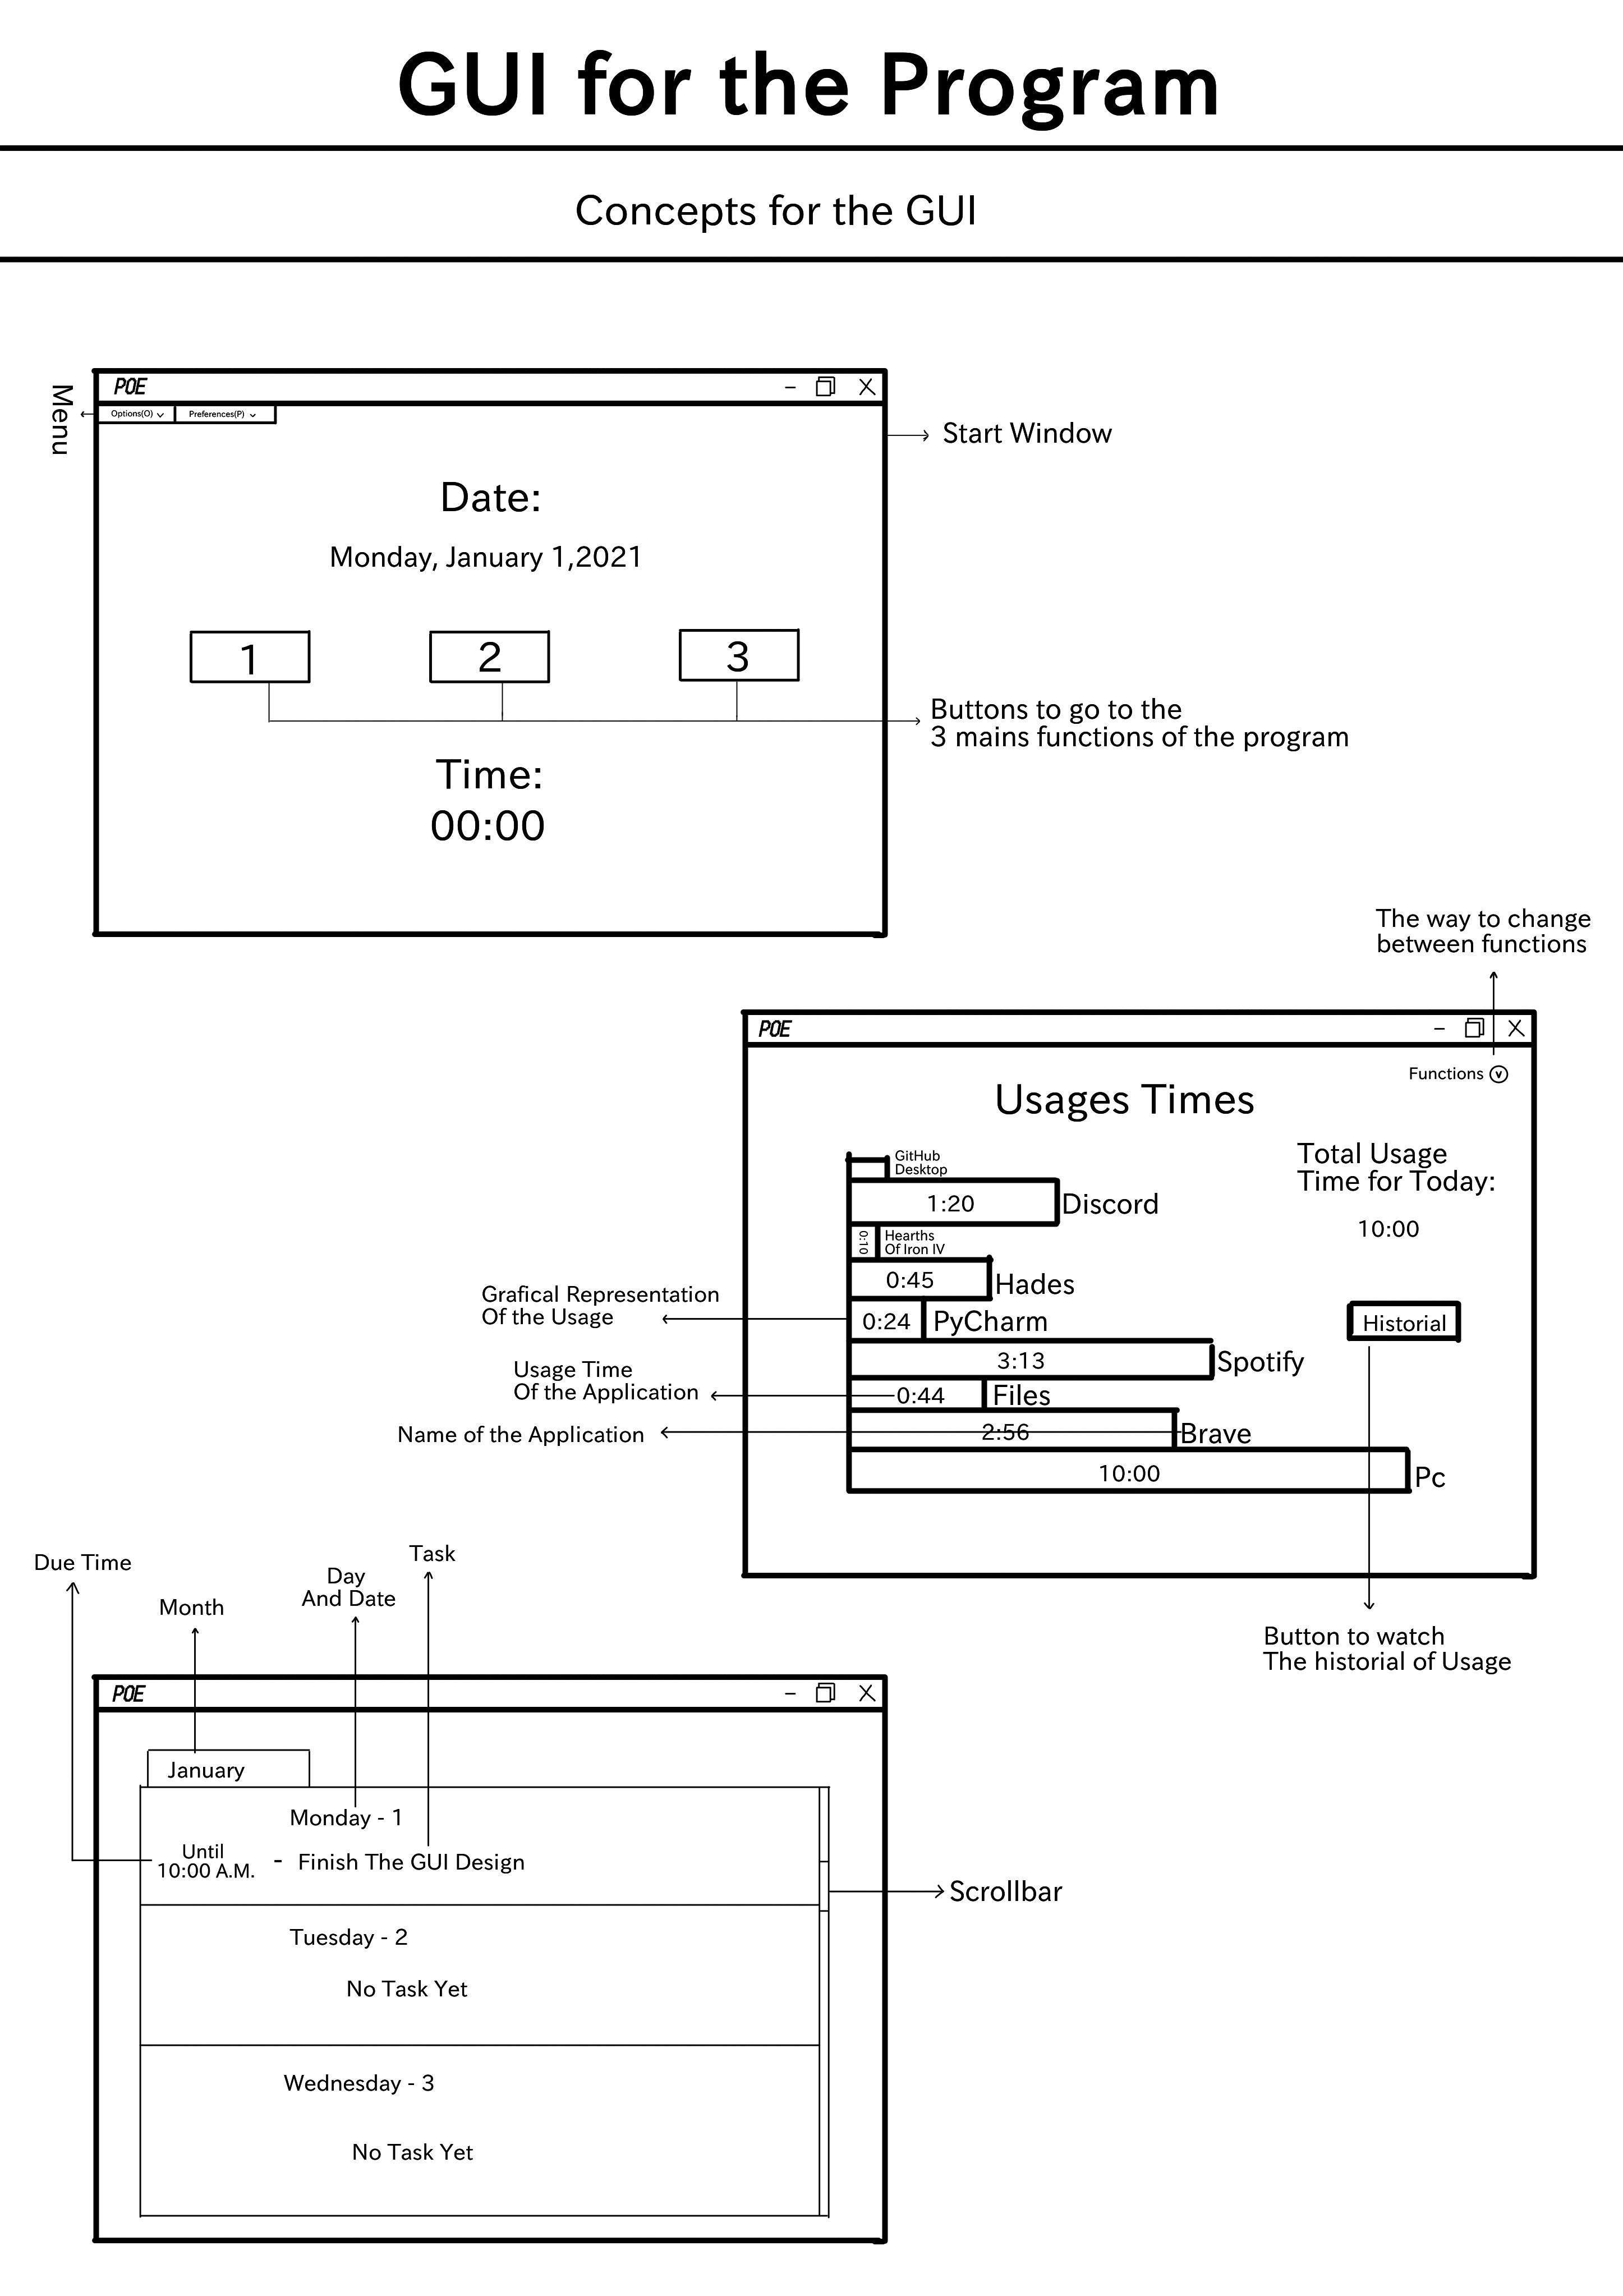 GUI for the Program
Concepts for the GUI
Menu
POE
Options(O)
Preferences(P)
Start Window
Date:
Monday, January 1,2021
1
2
3
Buttons to go to the
3 mains functions of the program
Time:
00:00
The way to change
between functions
POE
Functions
Usages Times
Total Usage
Time for Today:
10:00
GitHub
Desktop
1:20
Discord
0:10
Hearths
Of Iron IV
0:45
Hades
Grafical Representation
Of the Usage
0:24
PyCharm
Historial
3:13
Spotify
Usage Time
Of the Application
0:44
Files
Name of the Application
2:56
Brave
10:00
Pc
Button to watch
The historial of Usage
Due Time
Month
Day
And Date
Task
POE
January
Monday - 1
Until
10:00 A.M.
- Finish The GUI Design
Scrollbar
Tuesday - 2
No Task Yet
Wednesday - 3
No Task Yet